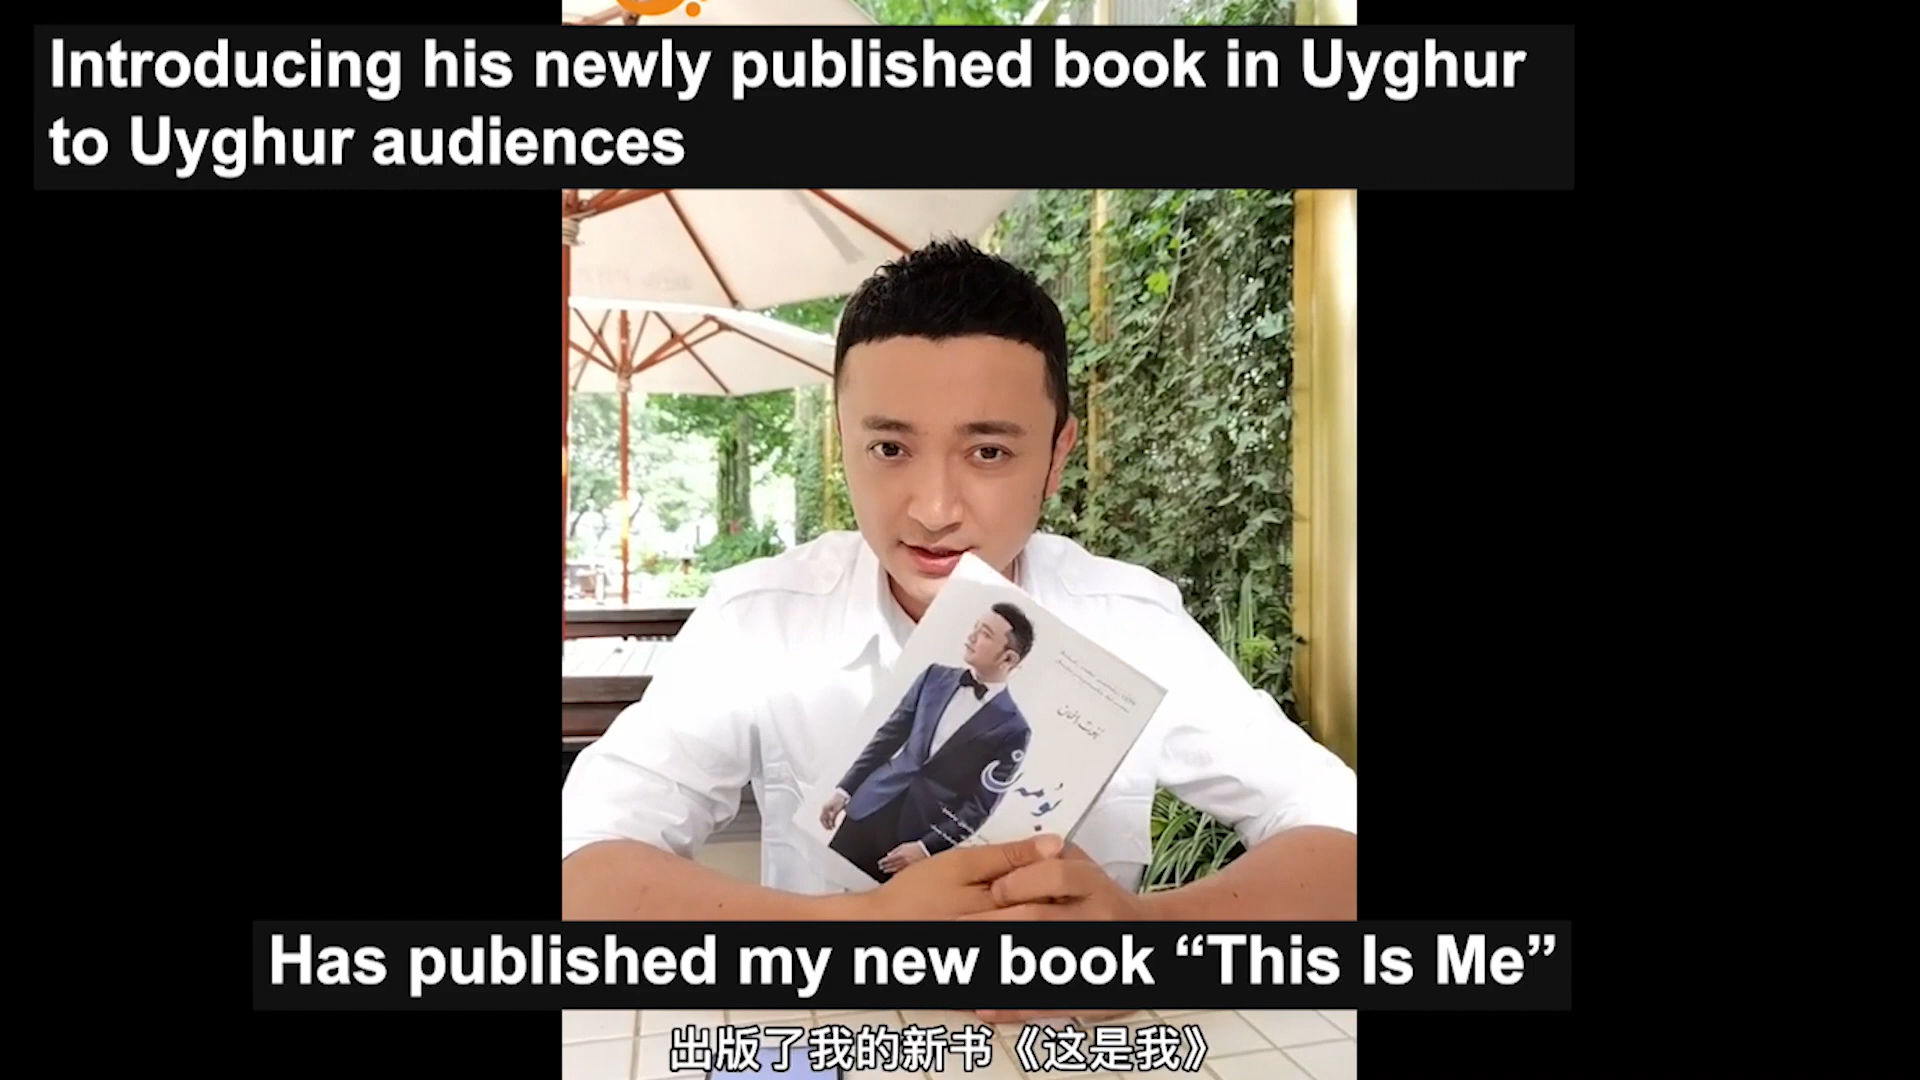 Introducing his newly published book in Uyghur
to Uyghur audiences
بۇمەن
Has published my new book “This Is Me”
出版了我的新书《这是我》